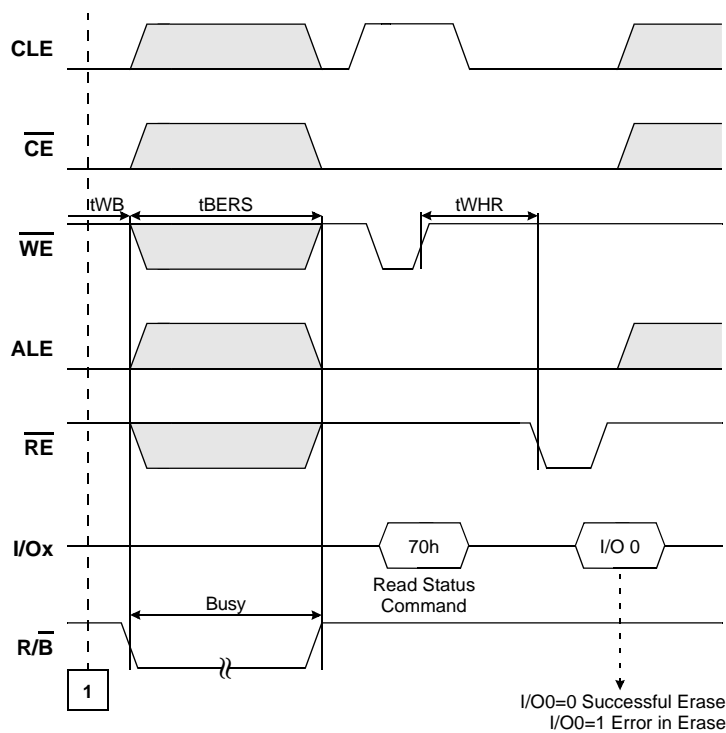 CLE
CE
tWB tBERS tWHR
WE
ALE
RE
I/Ox 70h I/O 0
Read Status
Command
Busy
R/B
1
I/O0=0 Successful Erase
I/O0=1 Error in Erase